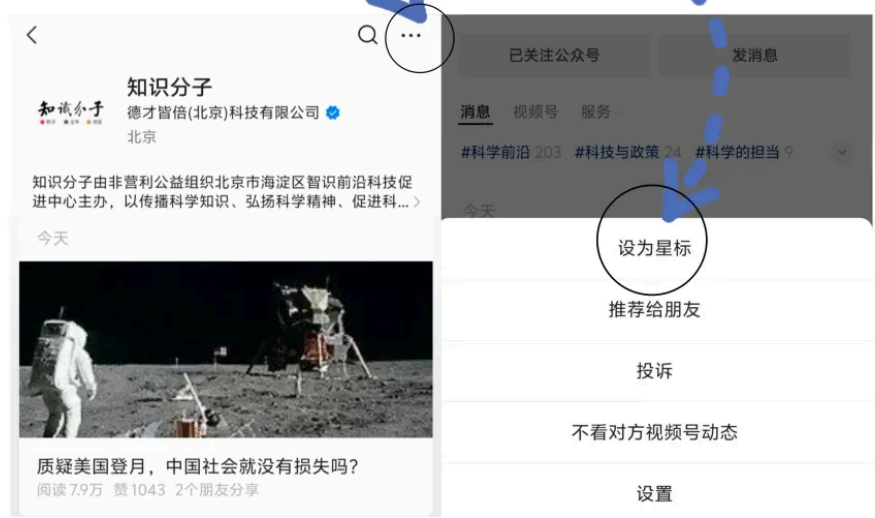 知识分子
知识分子
德才皆倍(北京)科技有限公司
北京
知识分子由非营利公益组织北京市海淀区智识前沿科技促
进中心主办，以传播科学知识、弘扬科学精神、促进科...
今天
质疑美国登月，中国社会就没有损失吗?
阅读 7.9万 赞 1043 2个朋友分享
已关注公众号 发消息
消息 视频号 服务
#科学前沿 203 #科技与政策 24 #科学的担当 9
今天
设为星标
推荐给朋友
投诉
不看对方视频号动态
设置